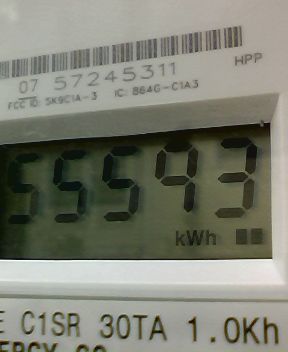 HPP
07 57245311
FCC ID: SK9C1A-3 IC: 864G-C1A3
55593
kWh
C1SR 30TA 1.0Kh